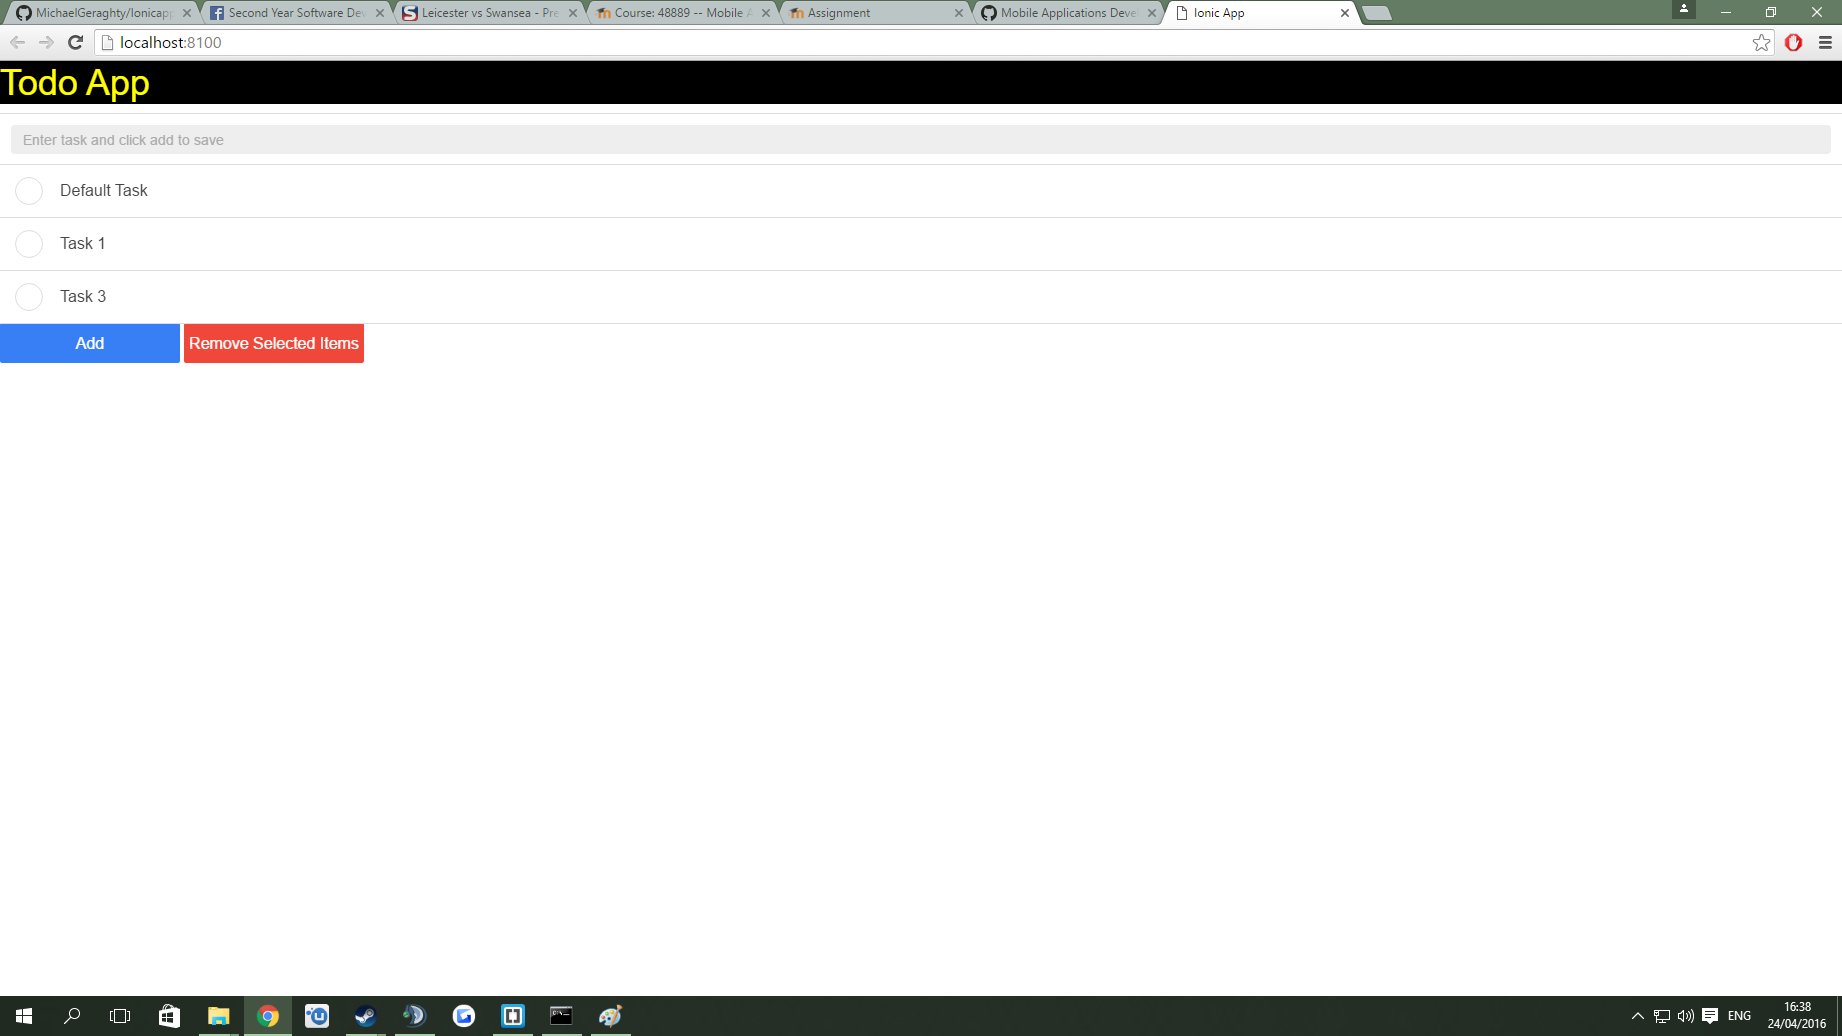 MichaelGeraghty/Ionicapp
Second Year Software Dev
Leicester vs Swansea - Pre
Course: 48889 -- Mobile A
Assignment
Mobile Applications Devel
Ionic App
localhost:8100
Todo App
Enter task and click add to save
Default Task
Task 1
Task 3
Add
Remove Selected Items
ENG
16:38
24/04/2016